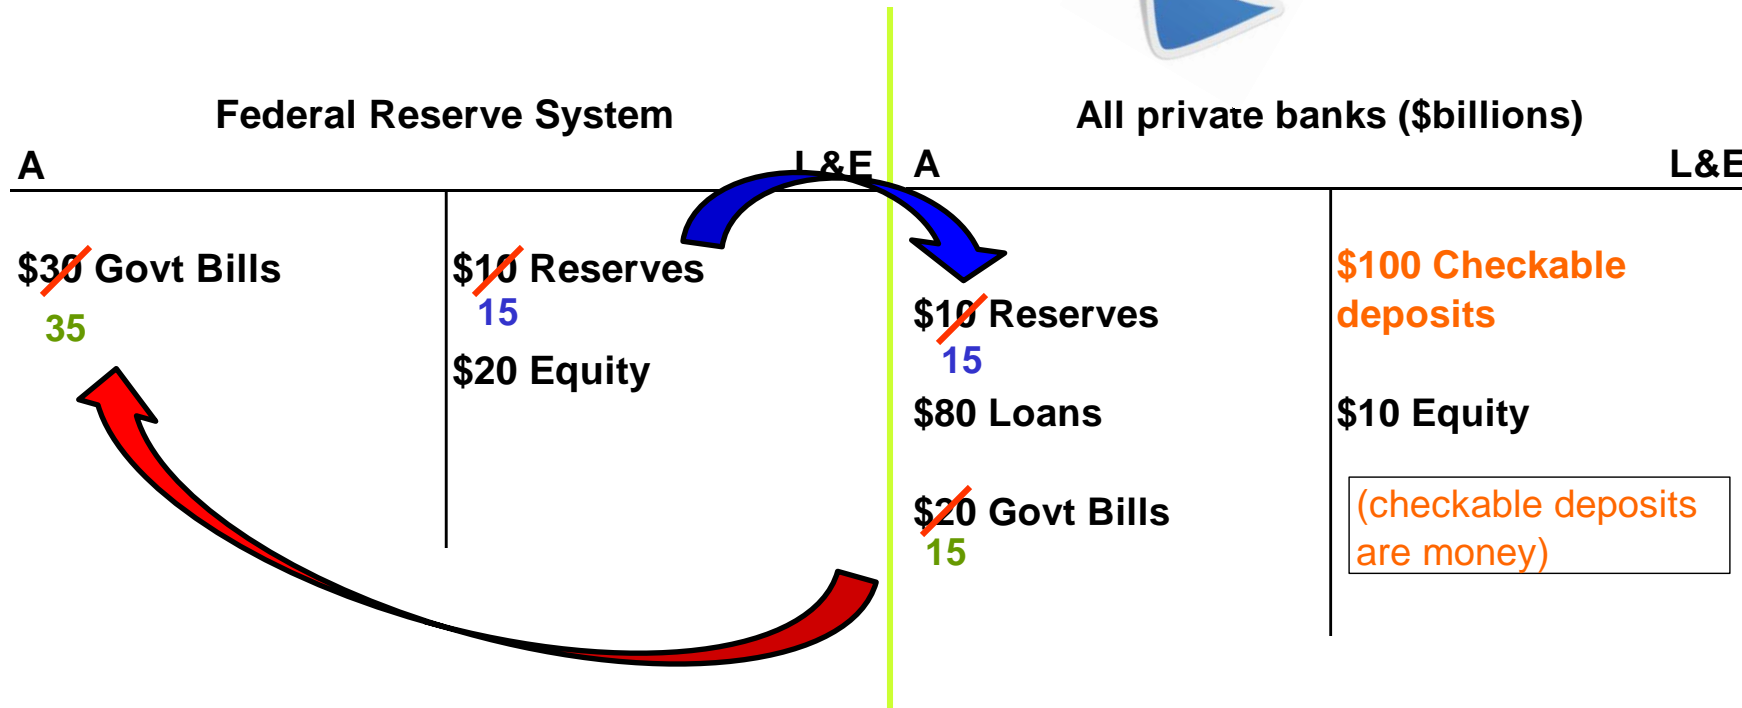 Federal Reserve System
A L&E
$30 Govt Bills
35
$10 Reserves
15
$20 Equity
All private banks ($billions)
A L&E
$10 Reserves
15
$80 Loans
$20 Govt Bills
15
$100 Checkable
deposits
$10 Equity
(checkable deposits
are money)